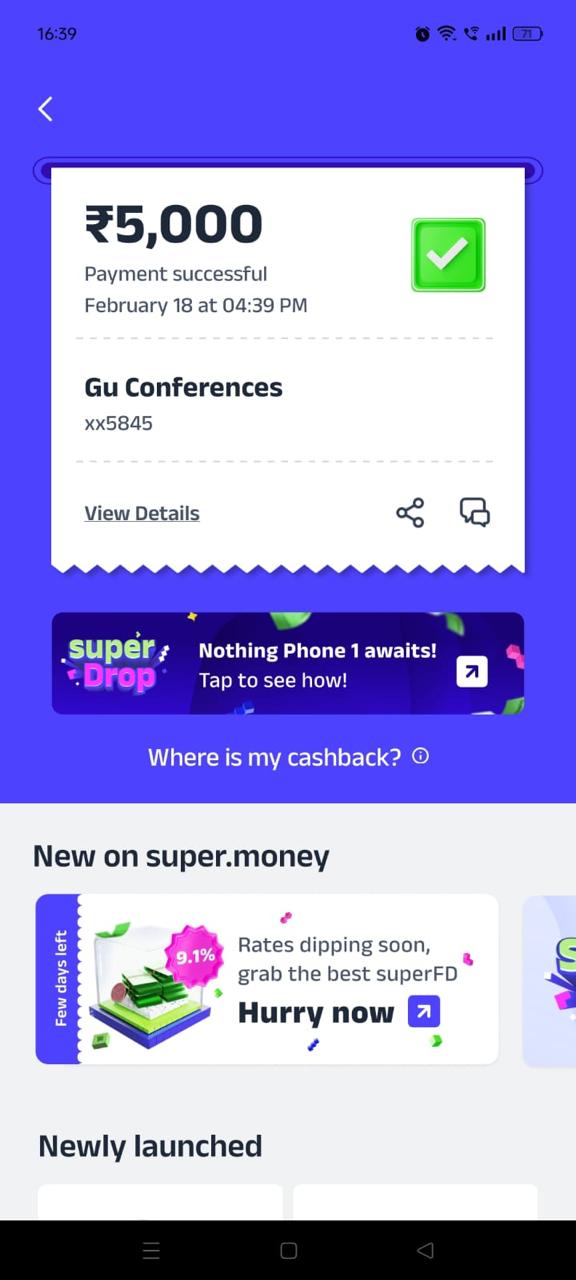 16:39
71
₹5,000
Payment successful
February 18 at 04:39 PM
Gu Conferences
xx5845
View Details
super
Drop
Nothing Phone 1 awaits!
Tap to see how!
Where is my cashback?
New on super.money
Few days left
9.1%
Rates dipping soon,
grab the best superFD
Hurry now
Newly launched